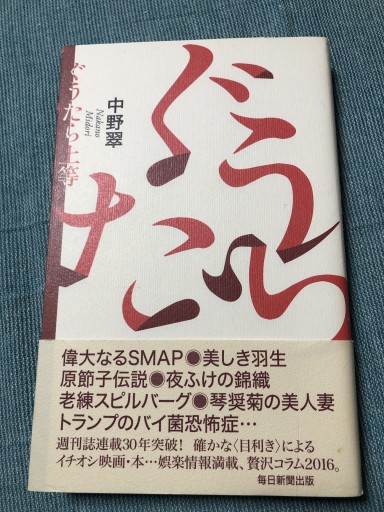 ぐうたら上等
中野翠
Nakano
Midori
ぐうたら
偉大なるSMAP◉美しき羽生
原節子伝説◉夜ふけの錦織
老練スピルバーグ◉琴奨菊の美人妻
トランプのバイ菌恐怖症…
週刊誌連載30年突破! 確かな〈目利き〉による
イチオシ映画・本…娯楽情報満載、贅沢コラム2016。
毎日新聞出版